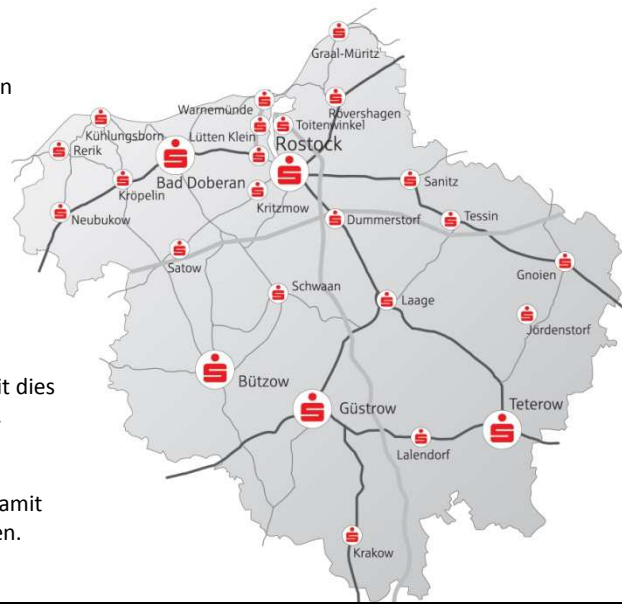 n
it dies
.
amit
en.
Graal-Müritz
Warnemünde
Rövershagen
Toitenwinkel
Kühlungsborn
Lütten Klein
Rostock
Rerik
Bad Doberan
Sanitz
Kröpelin
Kritzmow
Neubukow
Dummerstorf
Tessin
Satow
Gnoien
Schwaan
Laage
Jördenstorf
Bützow
Güstrow
Teterow
Lalendorf
Krakow